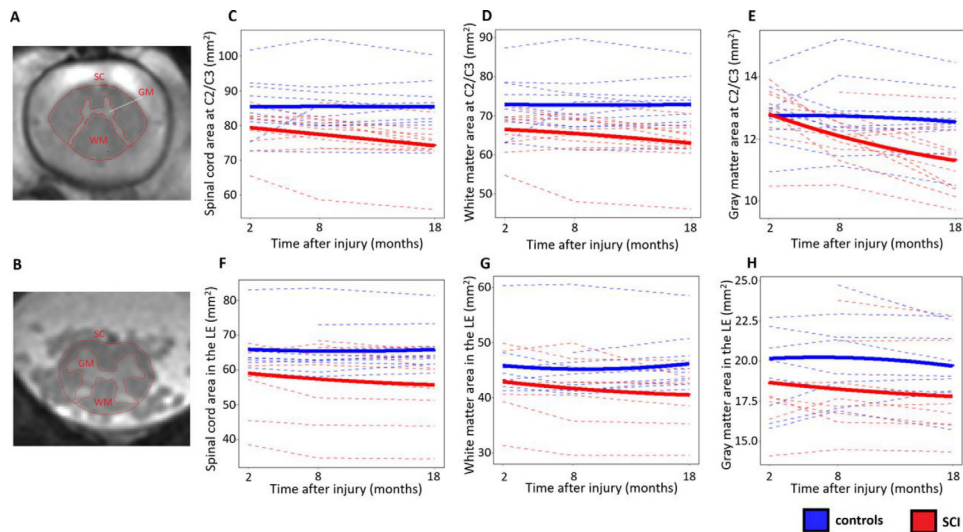 A
SC
GM
WM
C
Spinal cord area at C2/C3 (mm²)
100
90
80
70
60
2 8 18
Time after injury (months)
D
White matter area at C2/C3 (mm²)
90
80
70
60
50
2 8 18
Time after injury (months)
E
Gray matter area at C2/C3 (mm²)
14
12
10
2 8 18
Time after injury (months)
B
SC
GM
WM
F
Spinal cord area in the LE (mm²)
80
70
60
50
40
2 8 18
Time after injury (months)
G
White matter area in the LE (mm²)
60
50
40
30
2 8 18
Time after injury (months)
H
Gray matter area in the LE (mm²)
25.0
22.5
20.0
17.5
15.0
2 8 18
Time after injury (months)
controls SCI